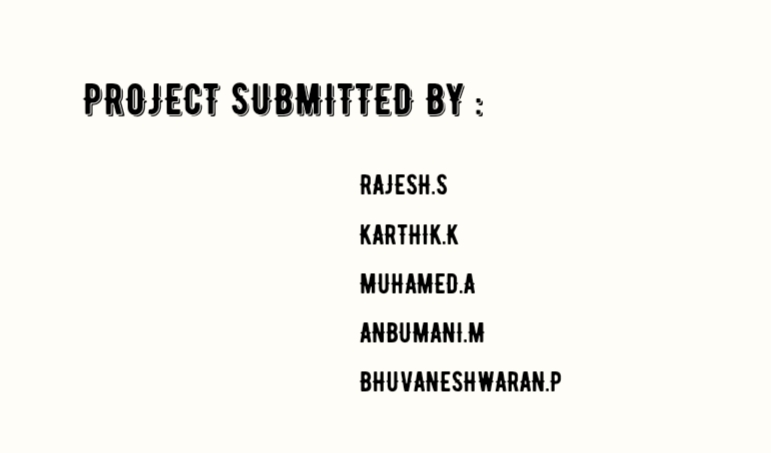 PROJECT SUBMITTED BY :
RAJESH.S
KARTHIK.K
MUHAMED.A
ANBUMANI.M
BHUVANESHWARAN.P